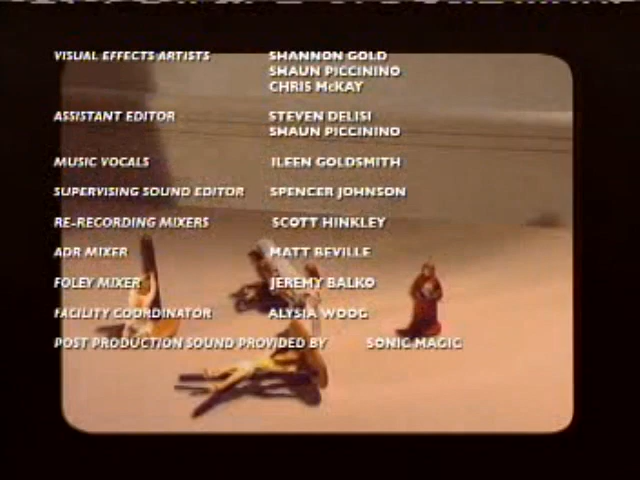 VISUAL EFFECTS ARTISTS SHANNON GOLD
SHAUN PICCININO
CHRIS McKAY
ASSISTANT EDITOR STEVEN DELISI
SHAUN PICCININO
MUSIC VOCALS ILEEN GOLDSMITH
SUPERVISING SOUND EDITOR SPENCER JOHNSON
RE-RECORDING MIXERS SCOTT HINKLEY
ADR MIXER MATT BEVILLE
FOLEY MIXER JEREMY BALKO
FACILITY COORDINATOR ALYSIA WOOG
POST PRODUCTION SOUND PROVIDED BY SONIC MAGIC